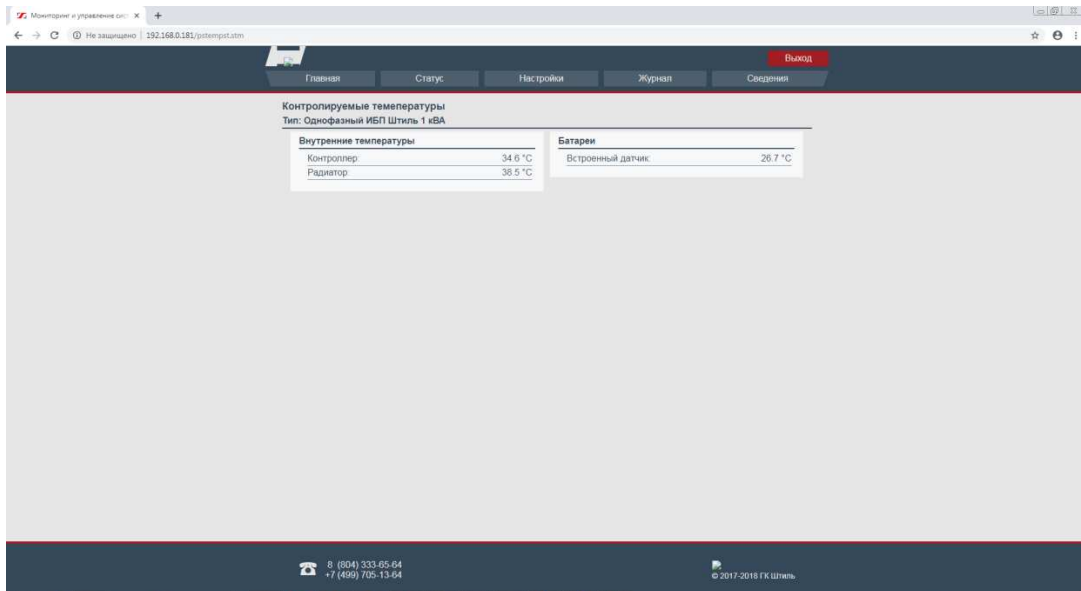 Мониторинг и управление сист
Не защищено | 192.168.0.181/pstempst.atm
Выход
Главная Статус Настройки Журнал Сведения
Контролируемые темепературы
Тип: Однофазный ИБП Штиль 1 кВА
Внутренние температуры
Контроллер: 34.6 °C
Радиатор: 38.5 °C
Батареи
Встроенный датчик: 26.7 °C
8 (804) 333-65-64
+7 (499) 705-13-64
© 2017-2018 ГК Штиль